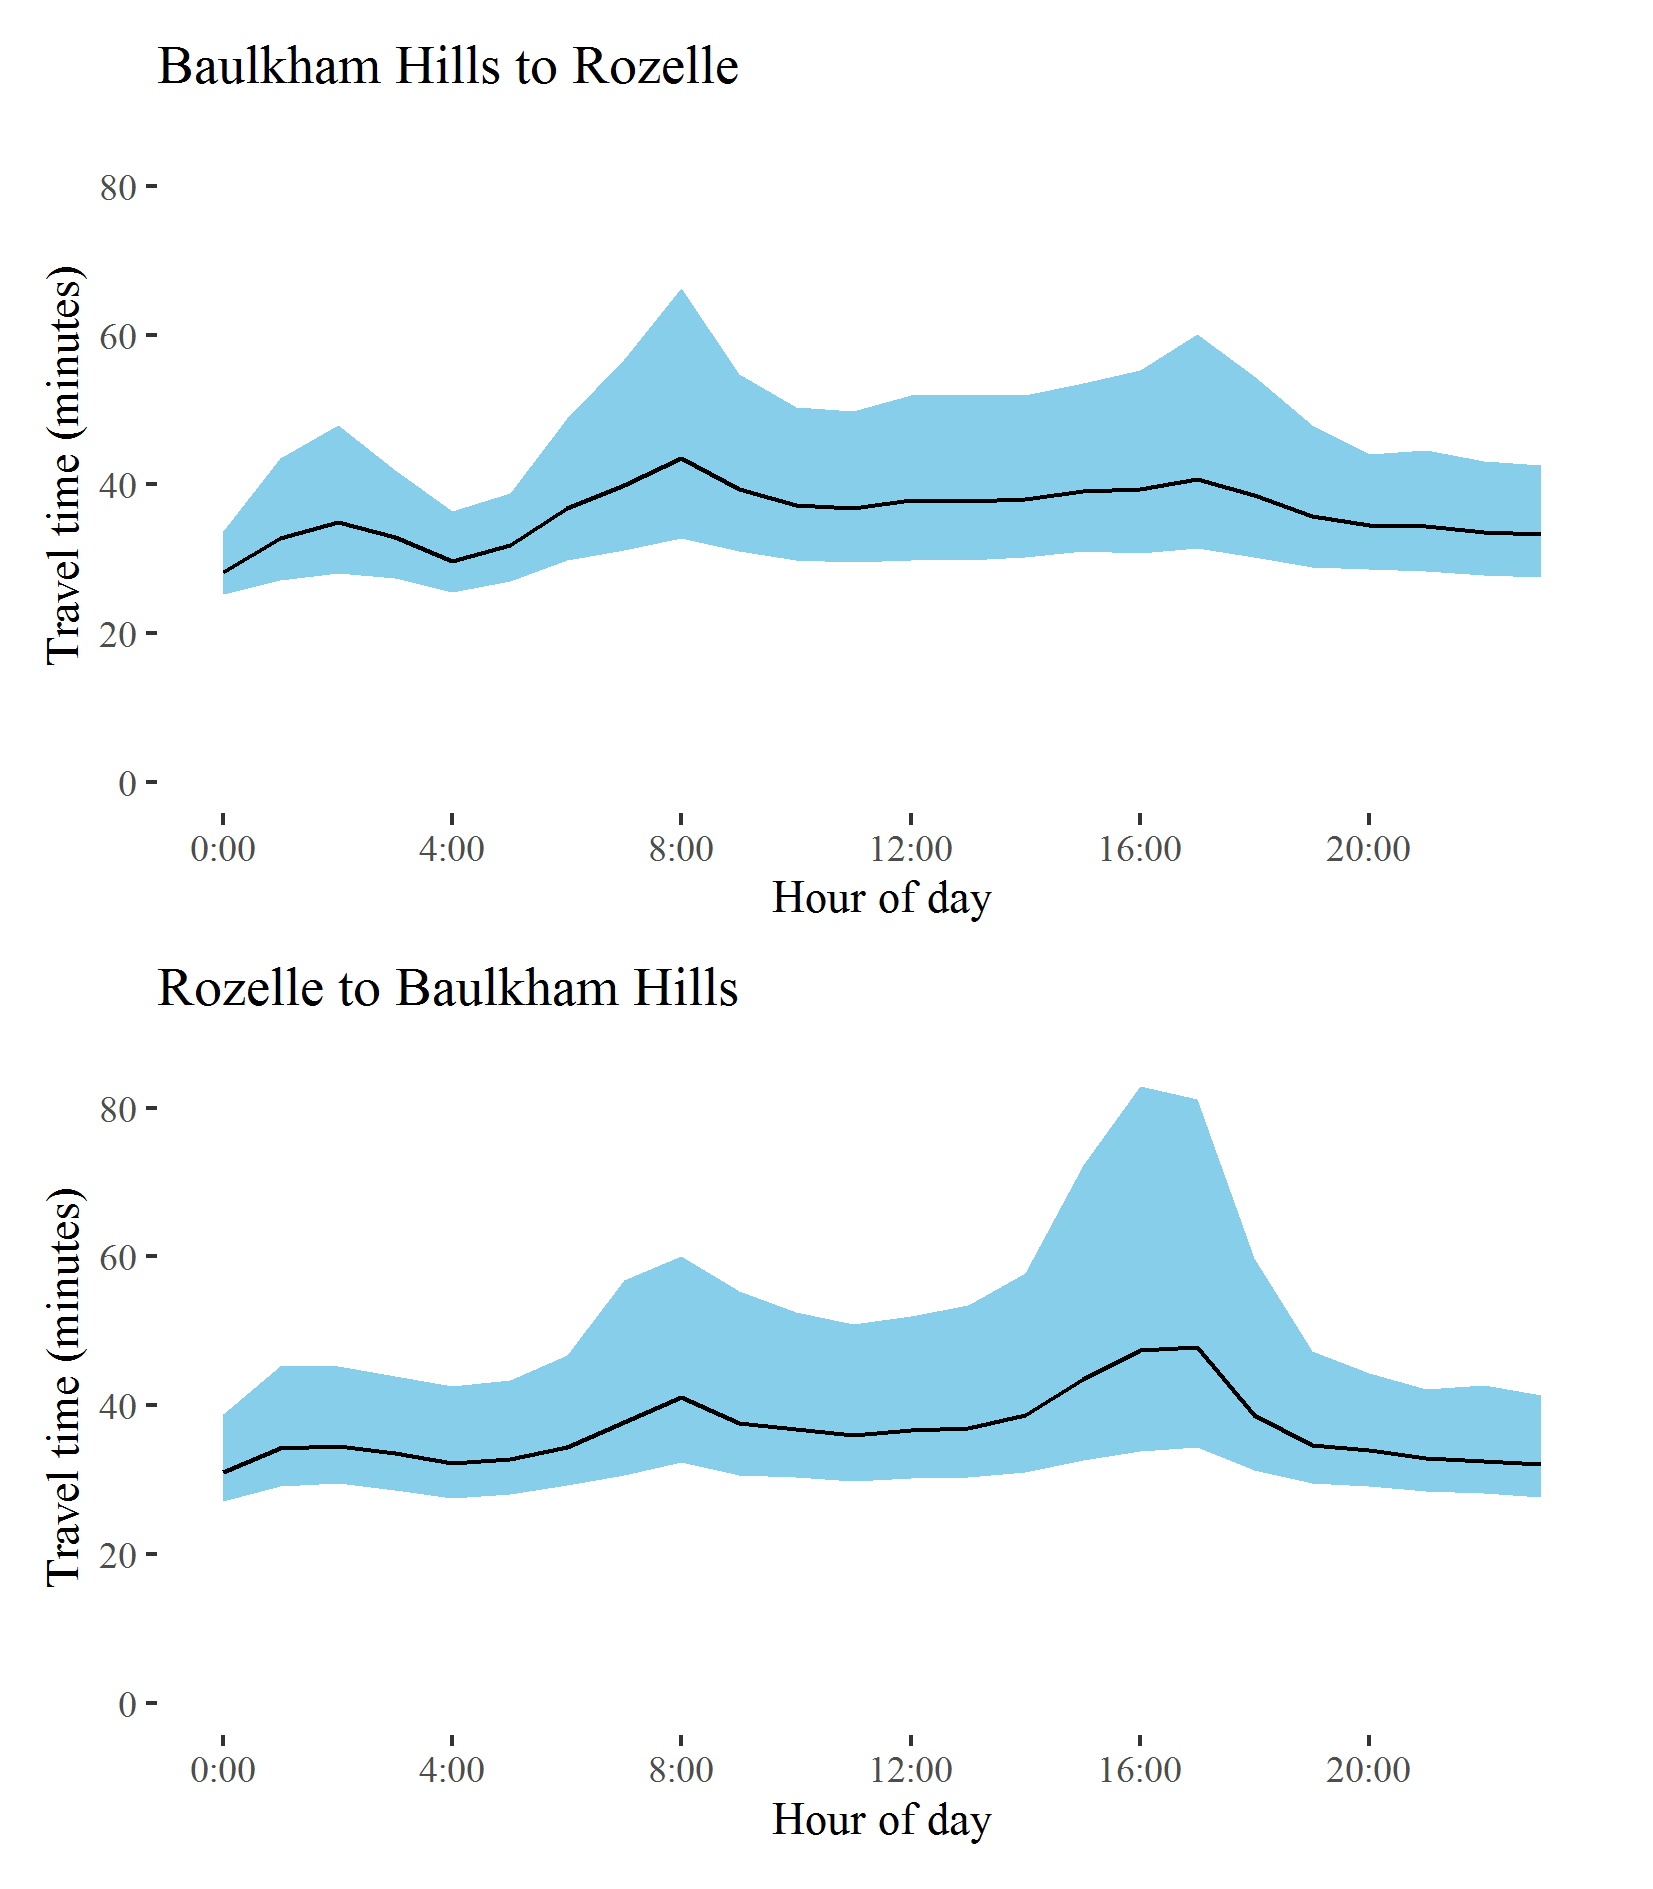 Baulkham Hills to Rozelle
80
60
40
20
0
Travel time (minutes)
0:00 4:00 8:00 12:00 16:00 20:00
Hour of day
Rozelle to Baulkham Hills
80
60
40
20
0
Travel time (minutes)
0:00 4:00 8:00 12:00 16:00 20:00
Hour of day